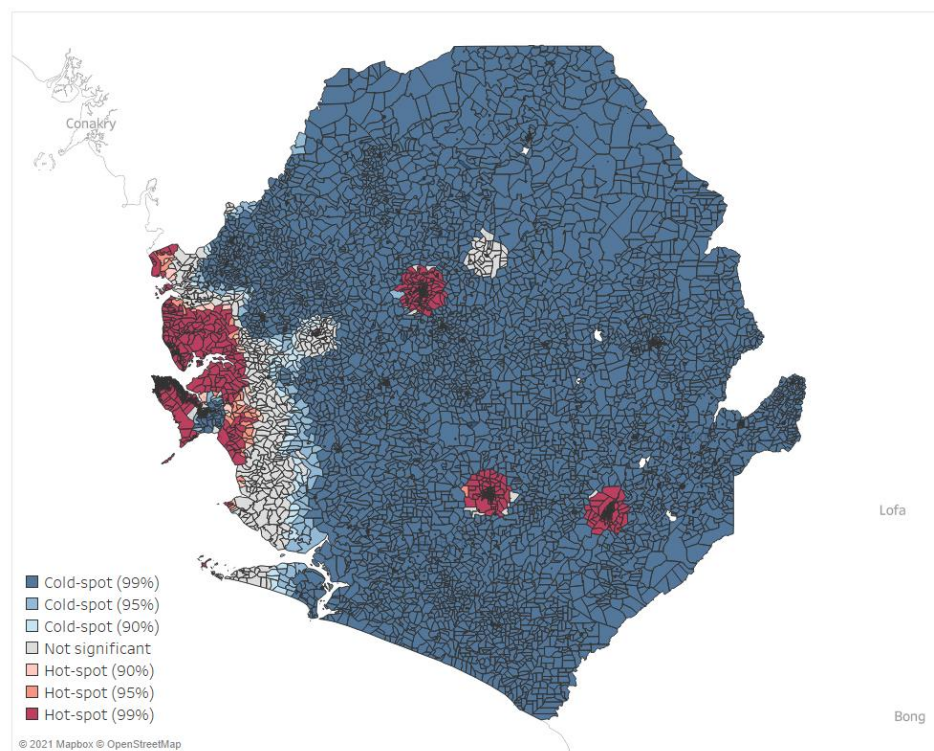 Conakry
Lofa
Cold-spot (99%)
Cold-spot (95%)
Cold-spot (90%)
Not significant
Hot-spot (90%)
Hot-spot (95%)
Hot-spot (99%)
Bong
© 2021 Mapbox © OpenStreetMap